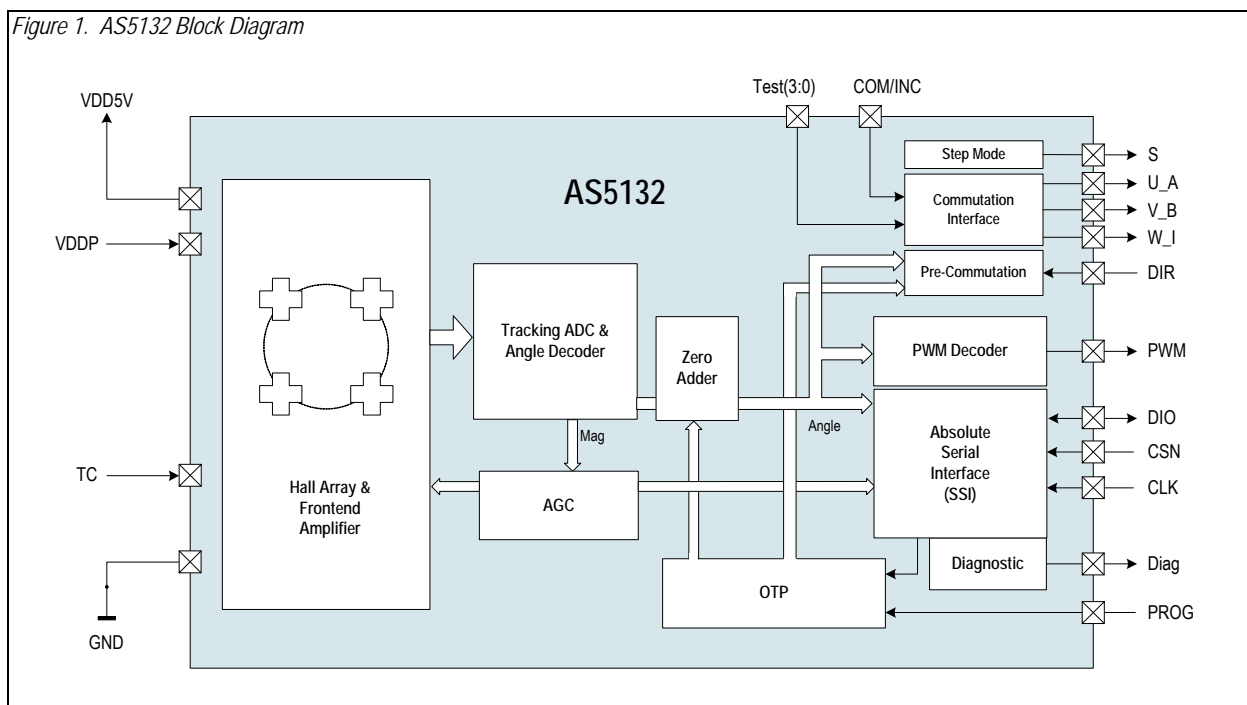 Figure 1. AS5132 Block Diagram
Test(3:0)
COM/INC
VDD5V
VDDP
TC
GND
AS5132
Hall Array &
Frontend
Amplifier
Tracking ADC &
Angle Decoder
Mag
AGC
Zero
Adder
Angle
OTP
Step Mode
Commutation
Interface
Pre-Commutation
PWM Decoder
Absolute
Serial
Interface
(SSI)
Diagnostic
S
U_A
V_B
W_I
DIR
PWM
DIO
CSN
CLK
Diag
PROG